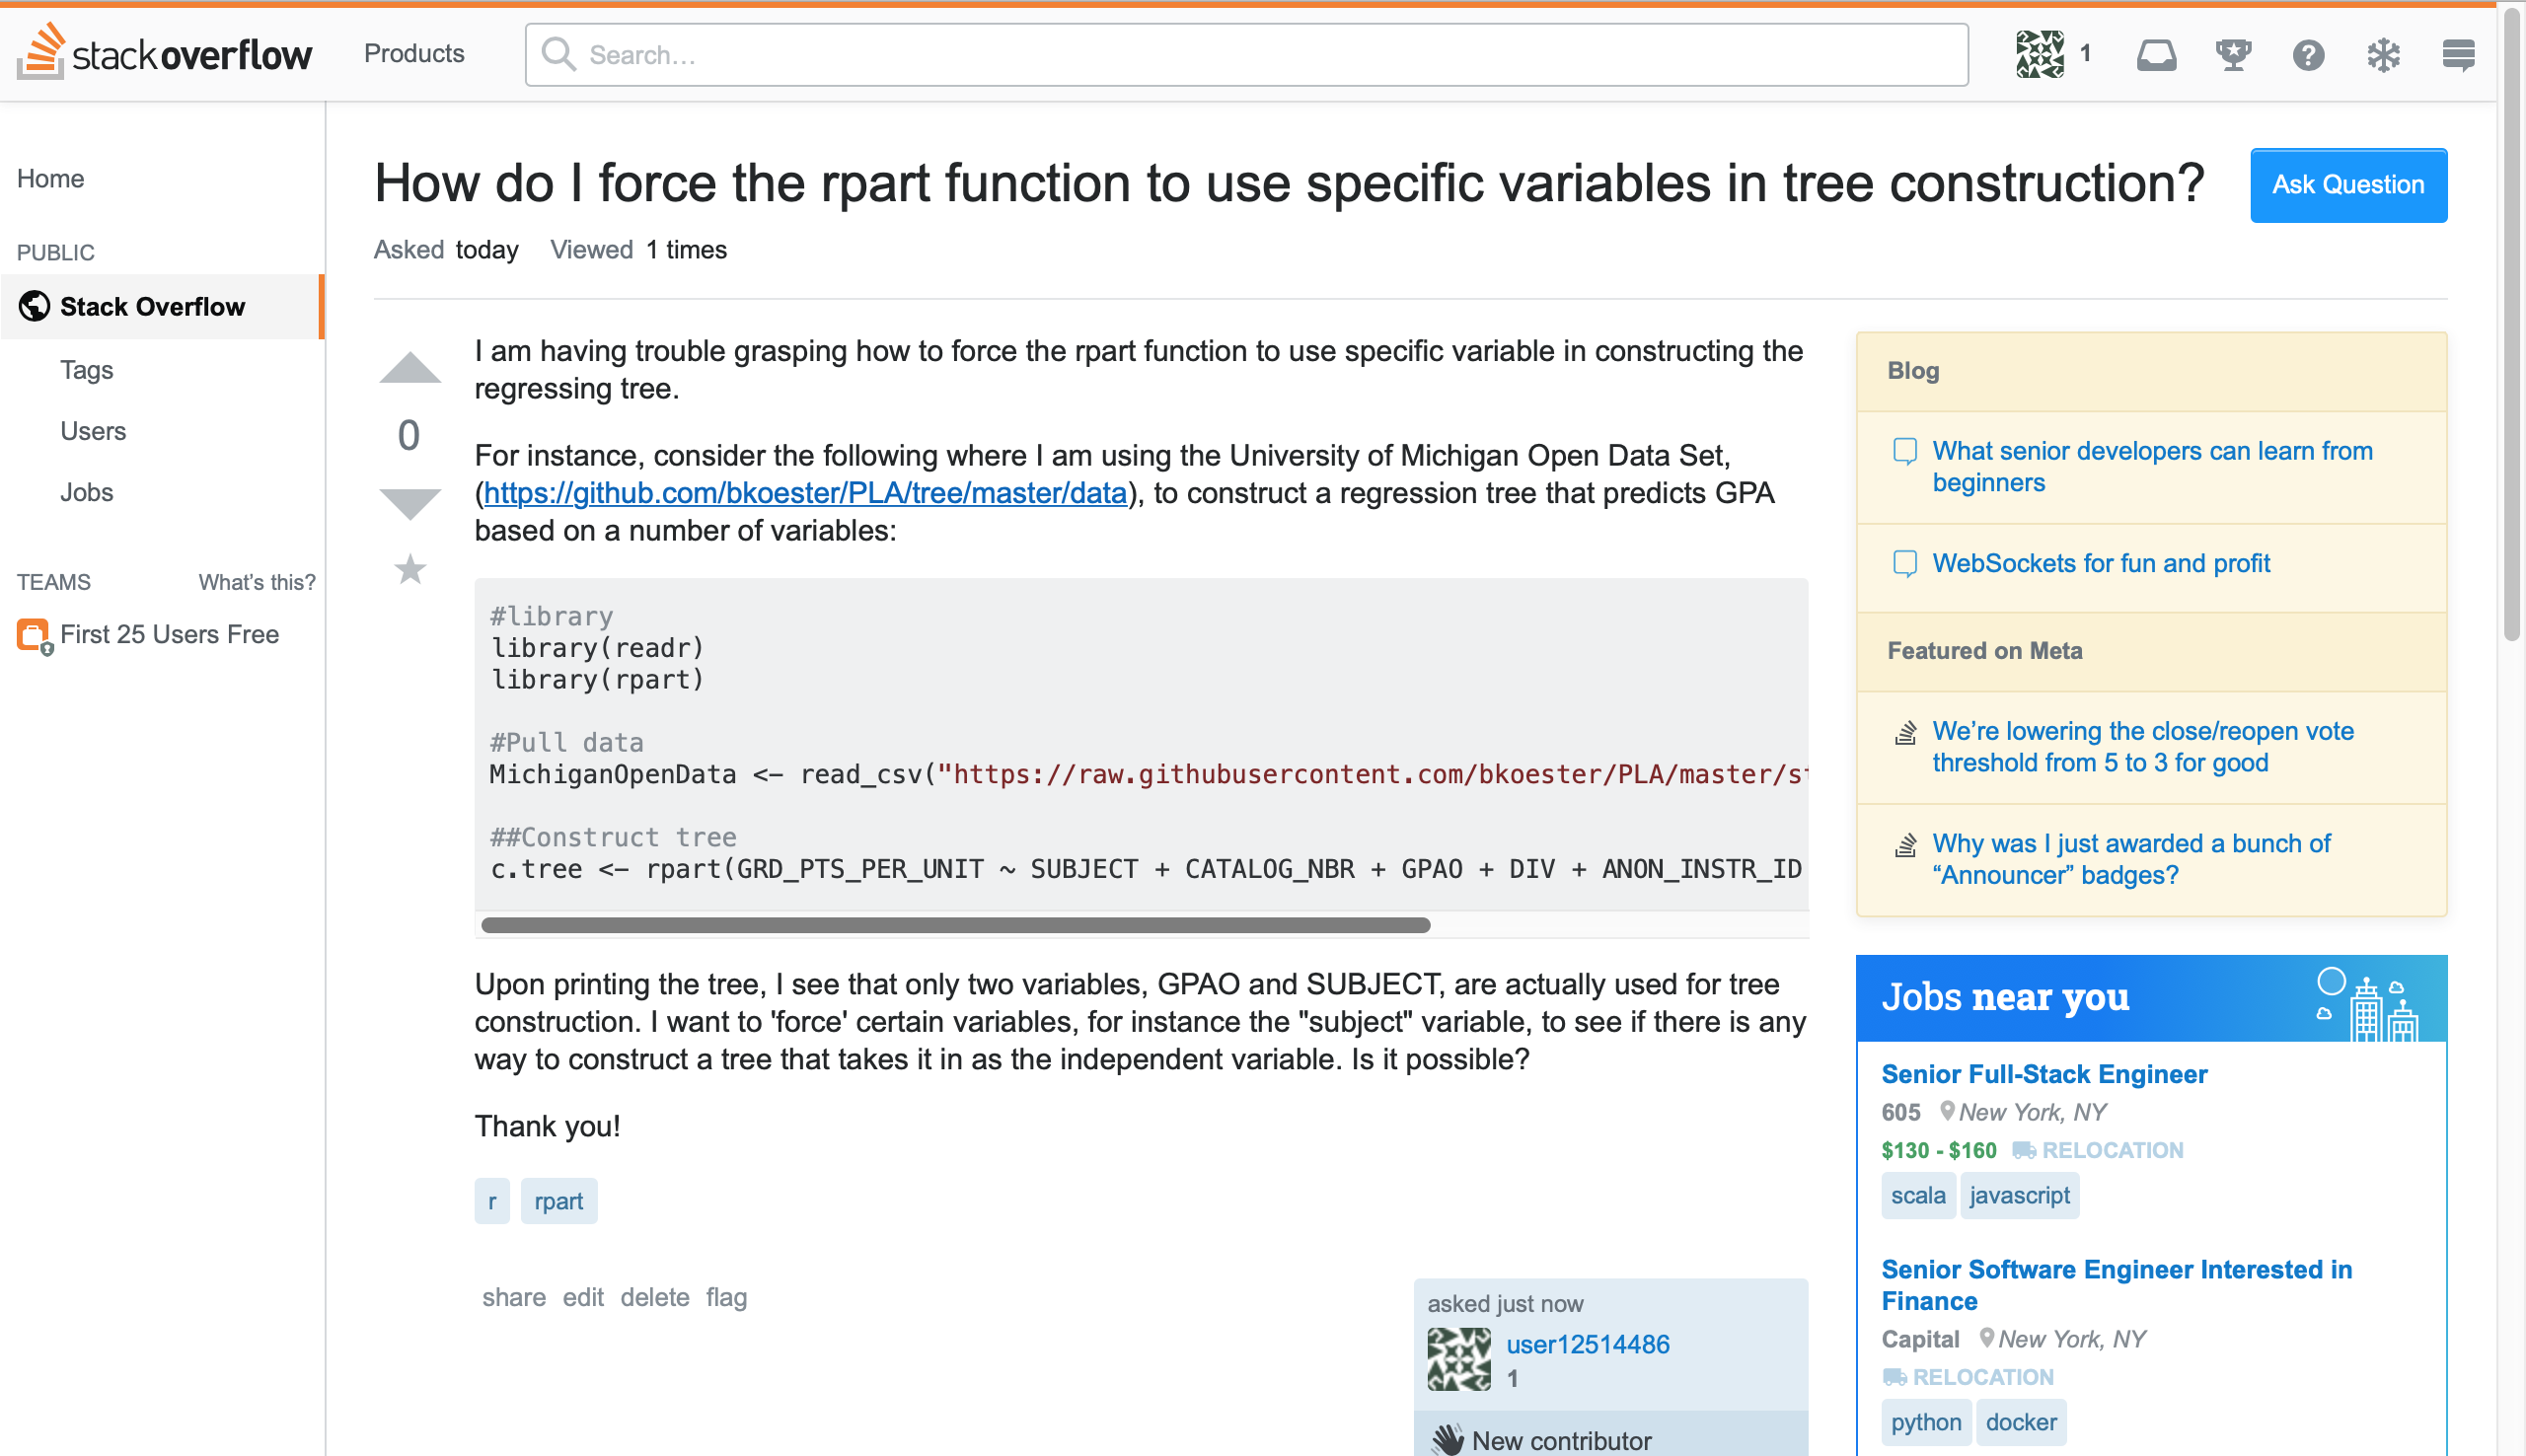 stackoverflow
Products
Search…
1
Home
PUBLIC
Stack Overflow
Tags
Users
Jobs
TEAMS What's this?
First 25 Users Free
How do I force the rpart function to use specific variables in tree construction?
Ask Question
Asked today Viewed 1 times
0
I am having trouble grasping how to force the rpart function to use specific variable in constructing the
regressing tree.
For instance, consider the following where I am using the University of Michigan Open Data Set,
(https://github.com/bkoester/PLA/tree/master/data), to construct a regression tree that predicts GPA
based on a number of variables:
#library
library(readr)
library(rpart)
#Pull data
MichiganOpenData <- read_csv("https://raw.githubusercontent.com/bkoester/PLA/master/st
##Construct tree
c.tree <- rpart(GRD_PTS_PER_UNIT ~ SUBJECT + CATALOG_NBR + GPAO + DIV + ANON_INSTR_ID
Upon printing the tree, I see that only two variables, GPAO and SUBJECT, are actually used for tree
construction. I want to 'force' certain variables, for instance the "subject" variable, to see if there is any
way to construct a tree that takes it in as the independent variable. Is it possible?
Thank you!
r rpart
share edit delete flag
asked just now
user12514486
1
New contributor
Blog
What senior developers can learn from
beginners
WebSockets for fun and profit
Featured on Meta
We're lowering the close/reopen vote
threshold from 5 to 3 for good
Why was I just awarded a bunch of
“Announcer” badges?
Jobs near you
Senior Full-Stack Engineer
605 New York, NY
$130 - $160 RELOCATION
scala javascript
Senior Software Engineer Interested in
Finance
Capital New York, NY
RELOCATION
python docker